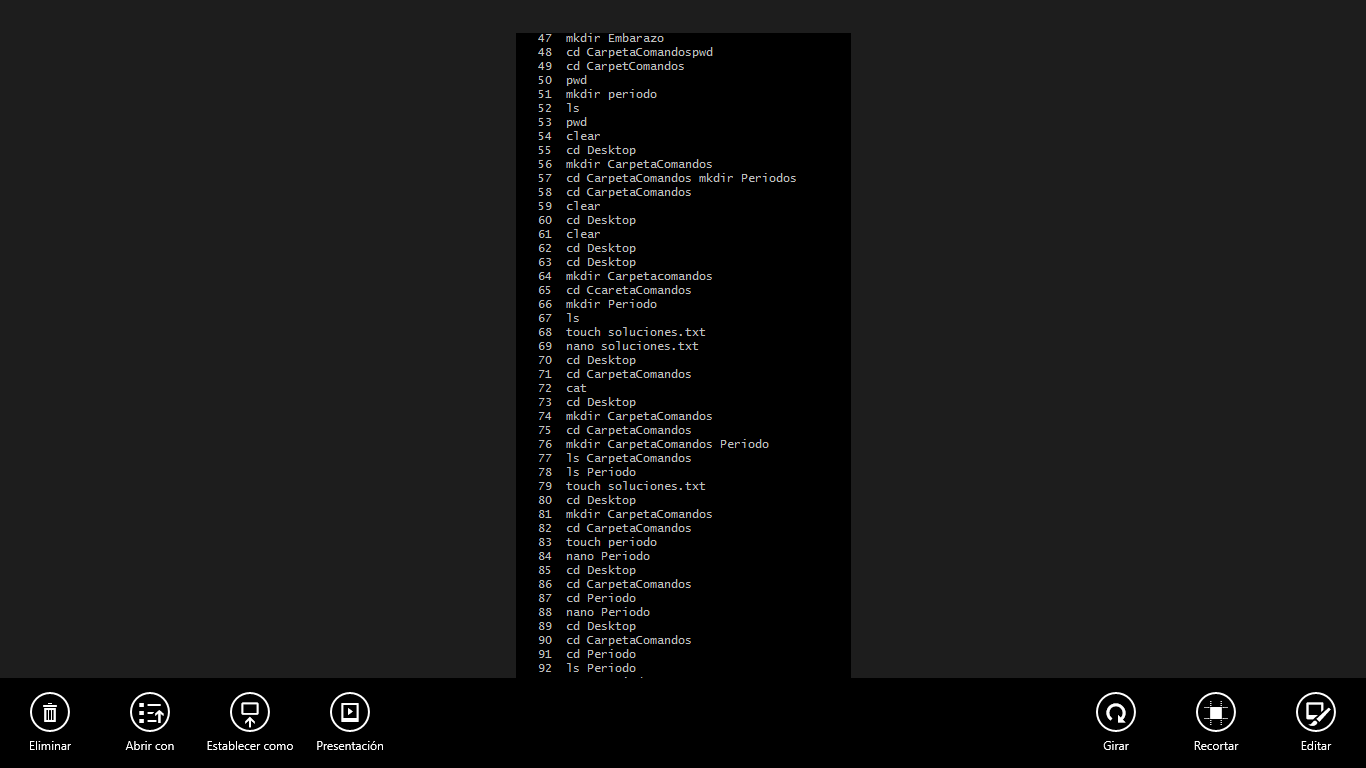 47 mkdir Embarazo
48 cd CarpetaComandospwd
49 cd CarpetComandos
50 pwd
51 mkdir periodo
52 ls
53 pwd
54 clear
55 cd Desktop
56 mkdir CarpetaComandos
57 cd CarpetaComandos mkdir Periodos
58 cd CarpetaComandos
59 clear
60 cd Desktop
61 clear
62 cd Desktop
63 cd Desktop
64 mkdir Carpetacomandos
65 cd CcaretaComandos
66 mkdir Periodo
67 ls
68 touch soluciones.txt
69 nano soluciones.txt
70 cd Desktop
71 cd CarpetaComandos
72 cat
73 cd Desktop
74 mkdir CarpetaComandos
75 cd CarpetaComandos
76 mkdir CarpetaComandos Periodo
77 ls CarpetaComandos
78 ls Periodo
79 touch soluciones.txt
80 cd Desktop
81 mkdir CarpetaComandos
82 cd CarpetaComandos
83 touch periodo
84 nano Periodo
85 cd Desktop
86 cd CarpetaComandos
87 cd Periodo
88 nano Periodo
89 cd Desktop
90 cd CarpetaComandos
91 cd Periodo
92 ls Periodo
Eliminar Abrir con Establecer como Presentación Girar Recortar Editar